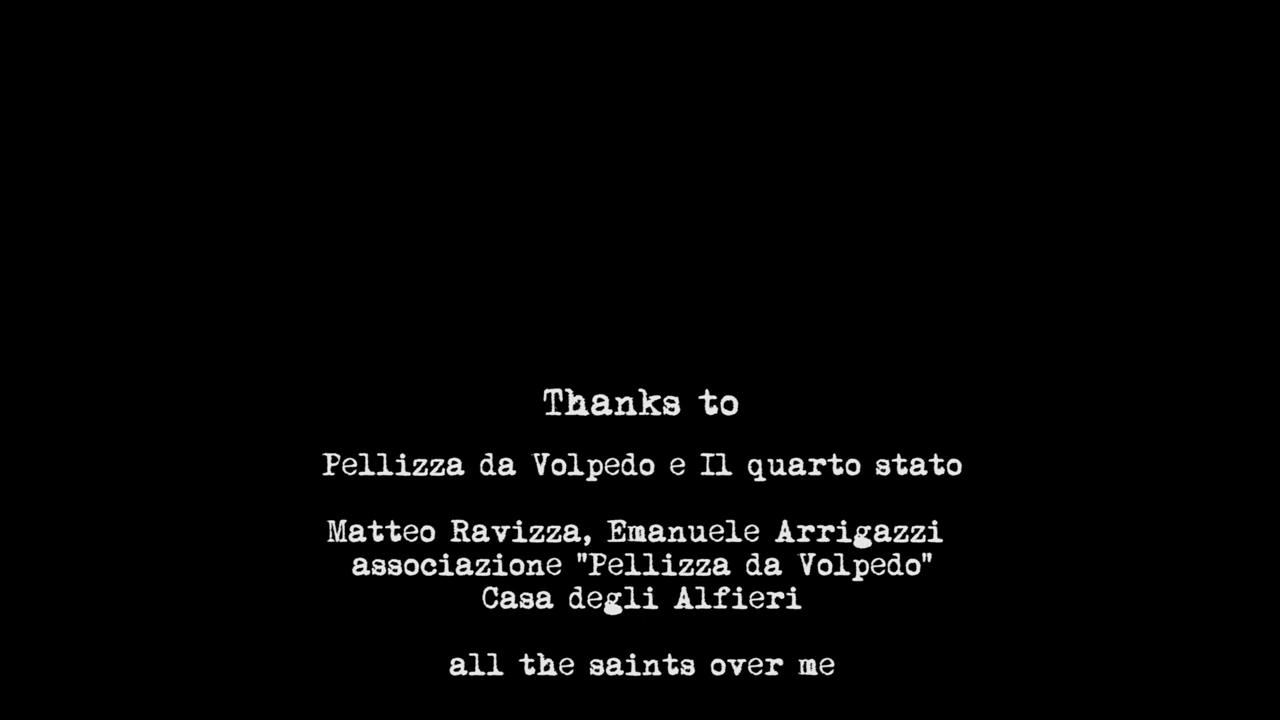 Thanks to
Pellizza da Volpedo e Il quarto stato
Matteo Ravizza, Emanuele Arrigazzi
associazione "Pellizza da Volpedo"
Casa degli Alfieri
all the saints over me